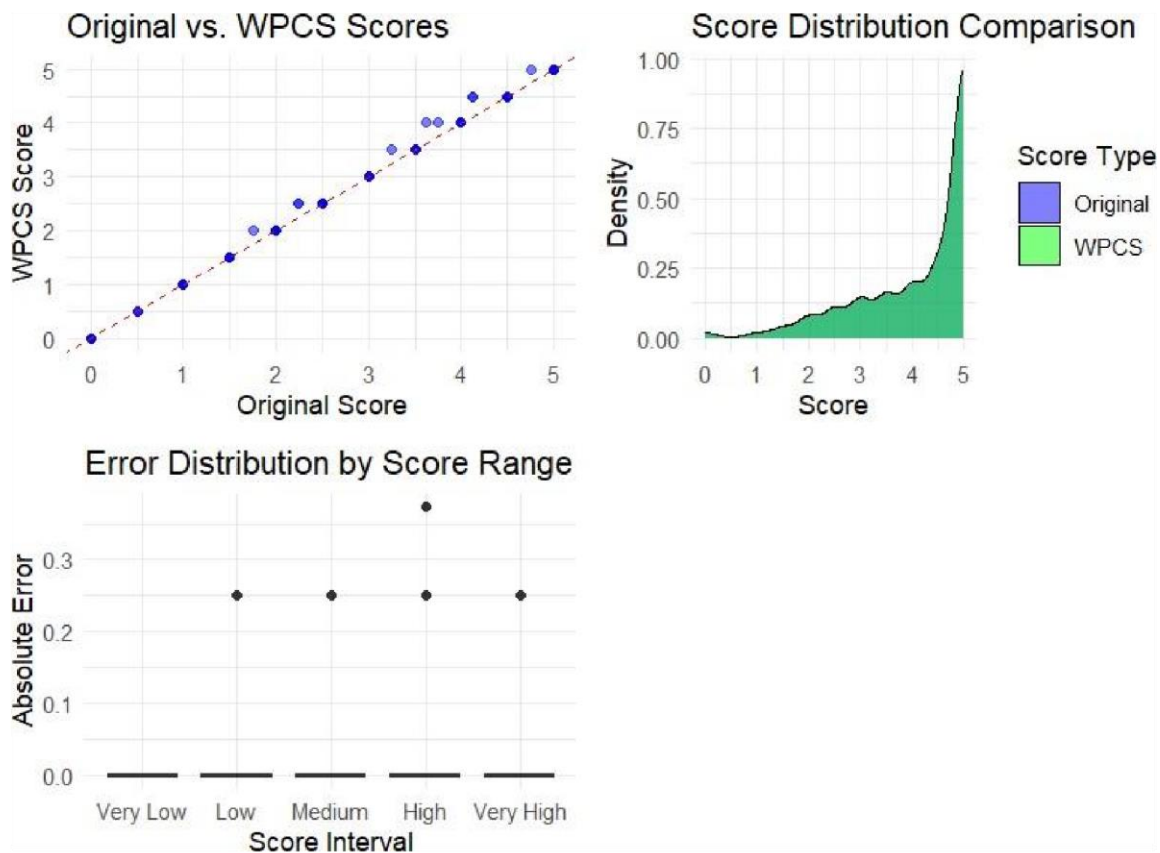 Original vs. WPCS Scores
WPCS Score
5
4
3
2
1
0
0 1 2 3 4 5
Original Score
Score Distribution Comparison
Density
1.00
0.75
0.50
0.25
0.00
0 1 2 3 4 5
Score
Score Type
Original
WPCS
Error Distribution by Score Range
Absolute Error
0.3
0.2
0.1
0.0
Very Low Low Medium High Very High
Score Interval